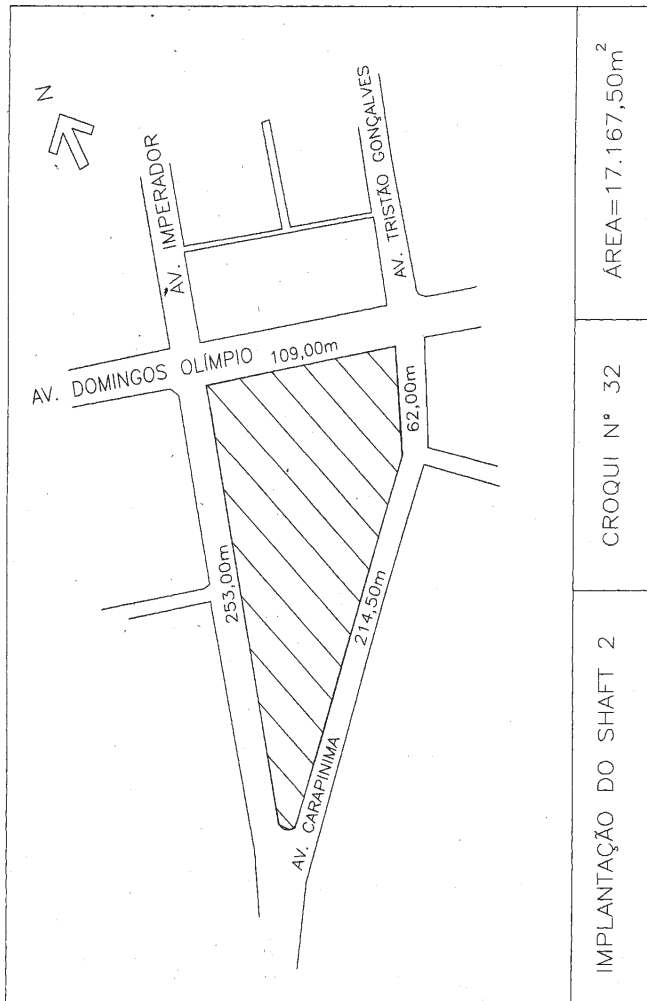 N
AV. IMPERADOR
AV. TRISTÃO GONÇALVES
AV. DOMINGOS OLÍMPIO
109,00m
62,00m
253,00m
214,50m
AV. CARAPINIMA
IMPLANTAÇÃO DO SHAFT 2
CROQUI Nº 32
ÁREA=17.167,50m²